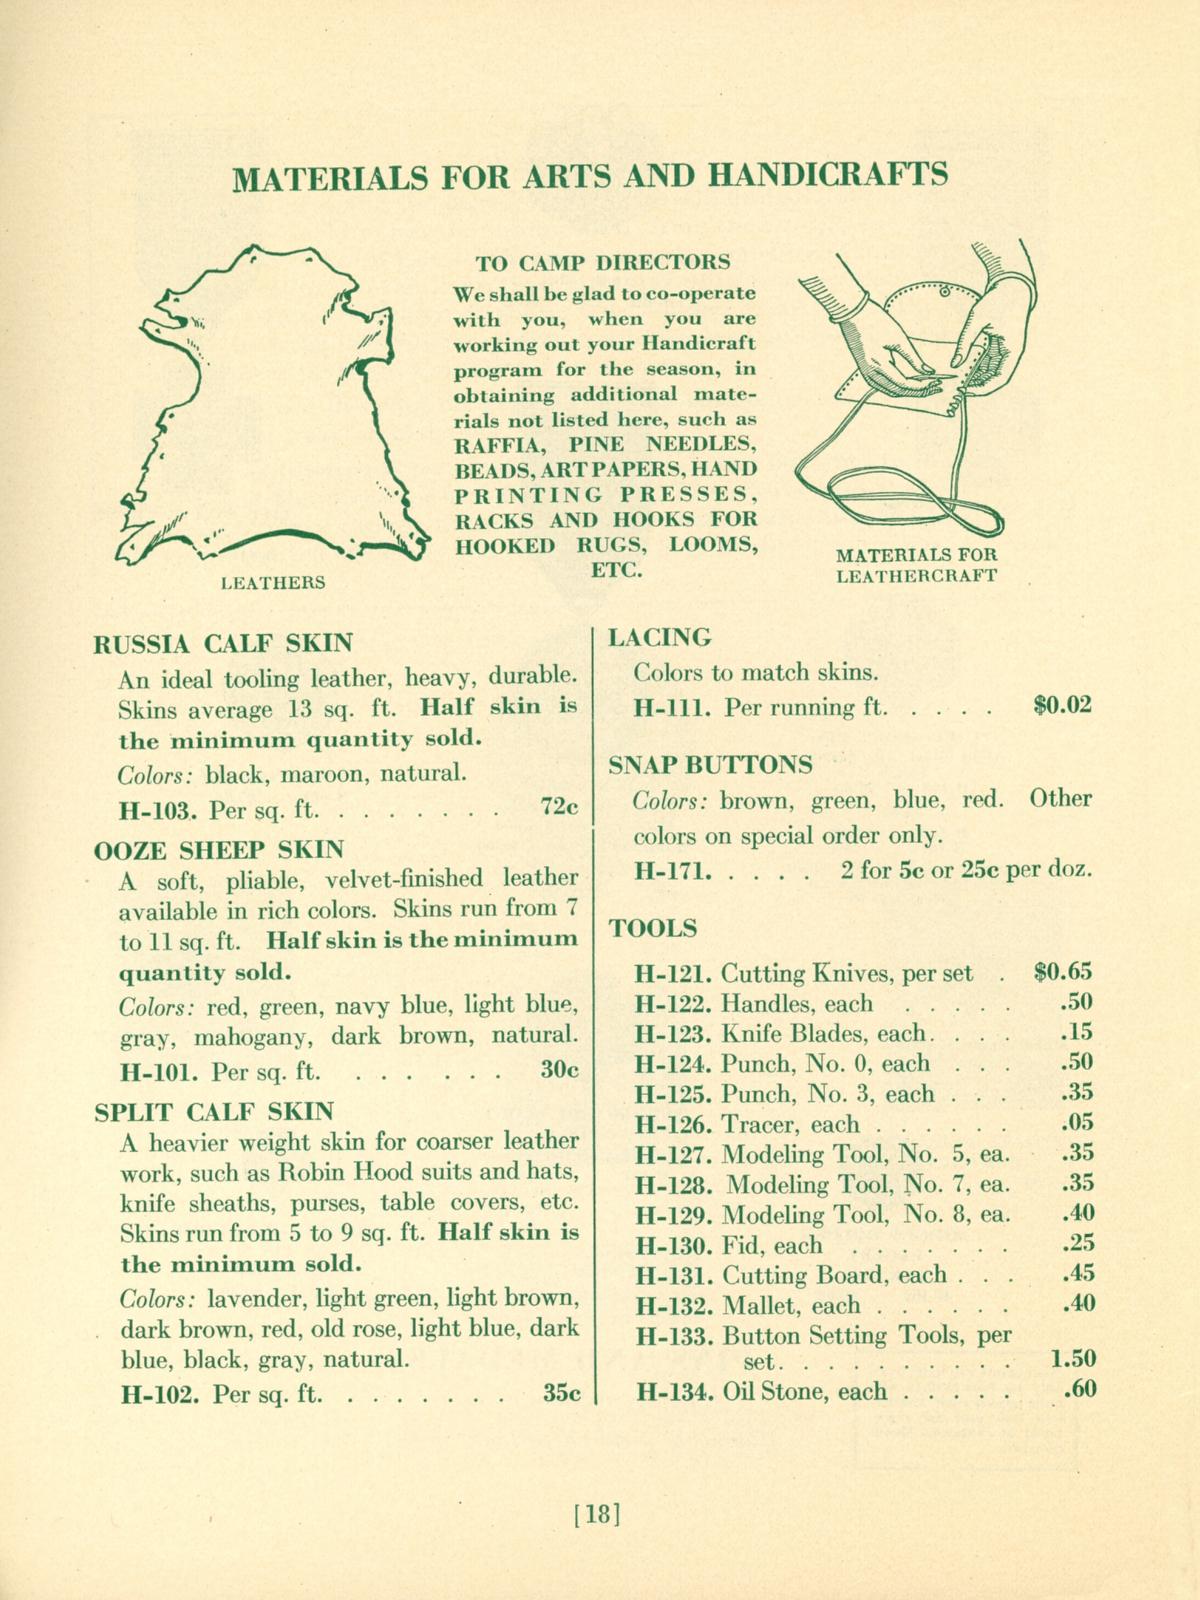 MATERIALS FOR ARTS AND HANDICRAFTS
LEATHERS
TO CAMP DIRECTORS
We shall be glad to co-operate
with you, when you are
working out your Handicraft
program for the season, in
obtaining additional mate-
rials not listed here, such as
RAFFIA, PINE NEEDLES,
BEADS, ART PAPERS, HAND
PRINTING PRESSES,
RACKS AND HOOKS FOR
HOOKED RUGS, LOOMS,
ETC.
MATERIALS FOR
LEATHERCRAFT
RUSSIA CALF SKIN
An ideal tooling leather, heavy, durable.
Skins average 13 sq. ft. Half skin is
the minimum quantity sold.
Colors: black, maroon, natural.
H-103. Per sq. ft. . . . . . . . 72c
OOZE SHEEP SKIN
A soft, pliable, velvet-finished leather
available in rich colors. Skins run from 7
to 11 sq. ft. Half skin is the minimum
quantity sold.
Colors: red, green, navy blue, light blue,
gray, mahogany, dark brown, natural.
H-101. Per sq. ft. . . . . . . 30c
SPLIT CALF SKIN
A heavier weight skin for coarser leather
work, such as Robin Hood suits and hats,
knife sheaths, purses, table covers, etc.
Skins run from 5 to 9 sq. ft. Half skin is
the minimum sold.
Colors: lavender, light green, light brown,
dark brown, red, old rose, light blue, dark
blue, black, gray, natural.
H-102. Per sq. ft. . . . . . . . 35c
LACING
Colors to match skins.
H-111. Per running ft. . . . . $0.02
SNAP BUTTONS
Colors: brown, green, blue, red. Other
colors on special order only.
H-171. . . . . 2 for 5c or 25c per doz.
TOOLS
H-121. Cutting Knives, per set . $0.65
H-122. Handles, each . . . . . .50
H-123. Knife Blades, each. . . . .15
H-124. Punch, No. 0, each . . . .50
H-125. Punch, No. 3, each . . . .35
H-126. Tracer, each . . . . . . .05
H-127. Modeling Tool, No. 5, ea. .35
H-128. Modeling Tool, No. 7, ea. .35
H-129. Modeling Tool, No. 8, ea. .40
H-130. Fid, each . . . . . . . .25
H-131. Cutting Board, each . . . .45
H-132. Mallet, each . . . . . . .40
H-133. Button Setting Tools, per
set. . . . . . . . . . 1.50
H-134. Oil Stone, each . . . . . .60
[18]